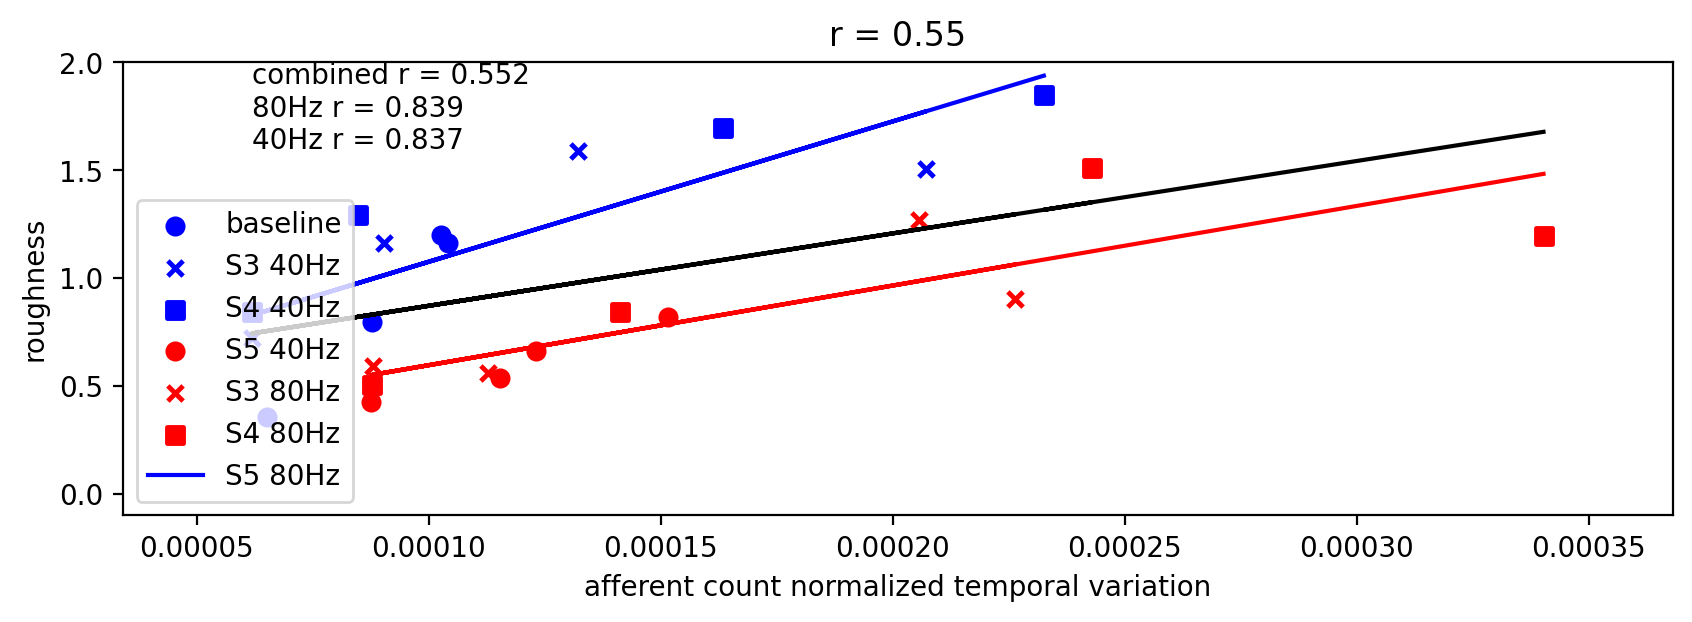 r = 0.55
combined r = 0.552
80Hz r = 0.839
40Hz r = 0.837
2.0
1.5
1.0
0.5
0.0
roughness
baseline
S3 40Hz
S4 40Hz
S5 40Hz
S3 80Hz
S4 80Hz
S5 80Hz
0.00005 0.00010 0.00015 0.00020 0.00025 0.00030 0.00035
afferent count normalized temporal variation